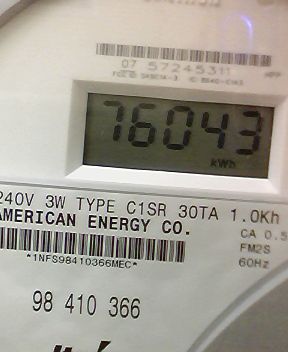 07 57245311
76043
kWh
240V 3W TYPE C1SR 30TA 1.0Kh
AMERICAN ENERGY CO.
CA 0.5
FM2S
60Hz
*1NFS98410366MEC*
98 410 366